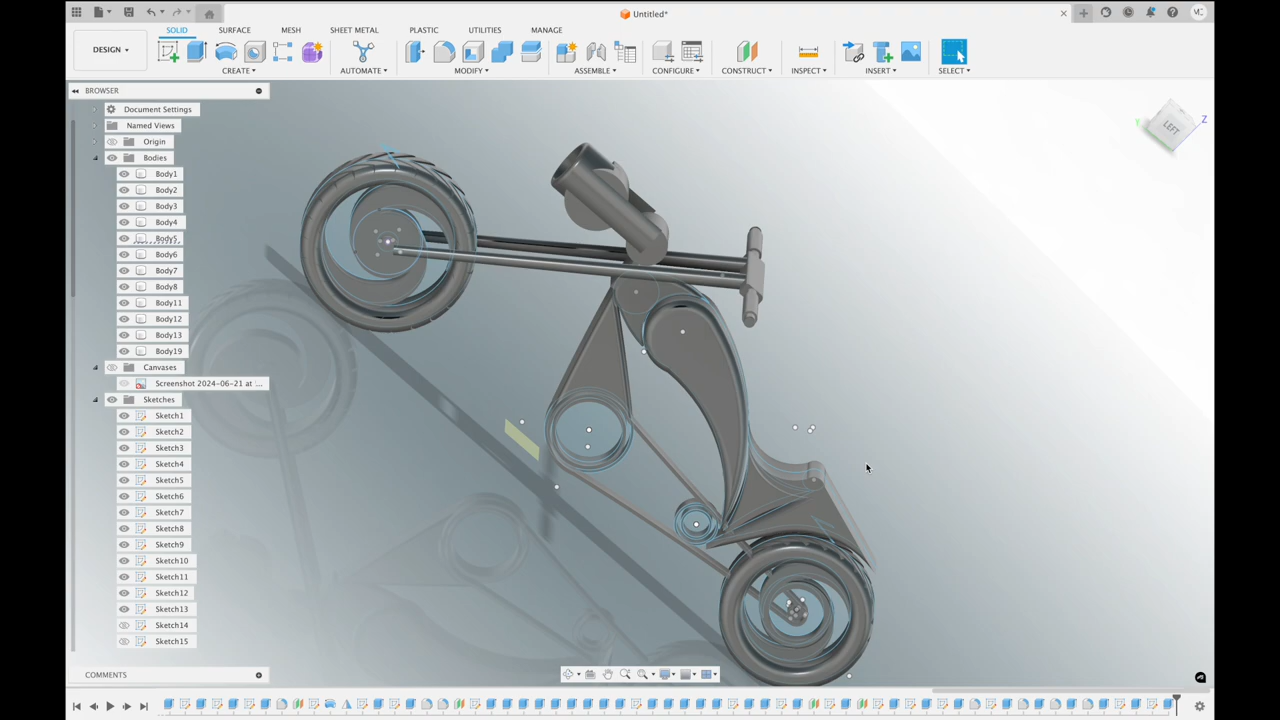 Untitled*
MC
SOLID
SURFACE
MESH
SHEET METAL
PLASTIC
UTILITIES
MANAGE
DESIGN
CREATE
AUTOMATE
MODIFY
ASSEMBLE
CONFIGURE
CONSTRUCT
INSPECT
INSERT
SELECT
BROWSER
Document Settings
Named Views
Origin
Bodies
Body1
Body2
Body3
Body4
Body5
Body6
Body7
Body8
Body11
Body12
Body13
Body19
Canvases
Screenshot 2024-06-21 at '...
Sketches
Sketch1
Sketch2
Sketch3
Sketch4
Sketch5
Sketch6
Sketch7
Sketch8
Sketch9
Sketch10
Sketch11
Sketch12
Sketch13
Sketch14
Sketch15
LEFT
Y
Z
COMMENTS